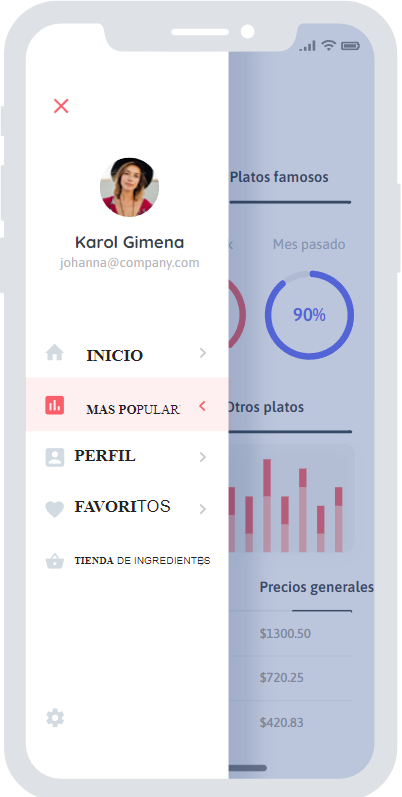 Platos famosos
Karol Gimena
johanna@company.com
Mes pasado
90%
INICIO
MAS POPULAR
Otros platos
PERFIL
FAVORITOS
TIENDA DE INGREDIENTES
Precios generales
$1300.50
$720.25
$420.83